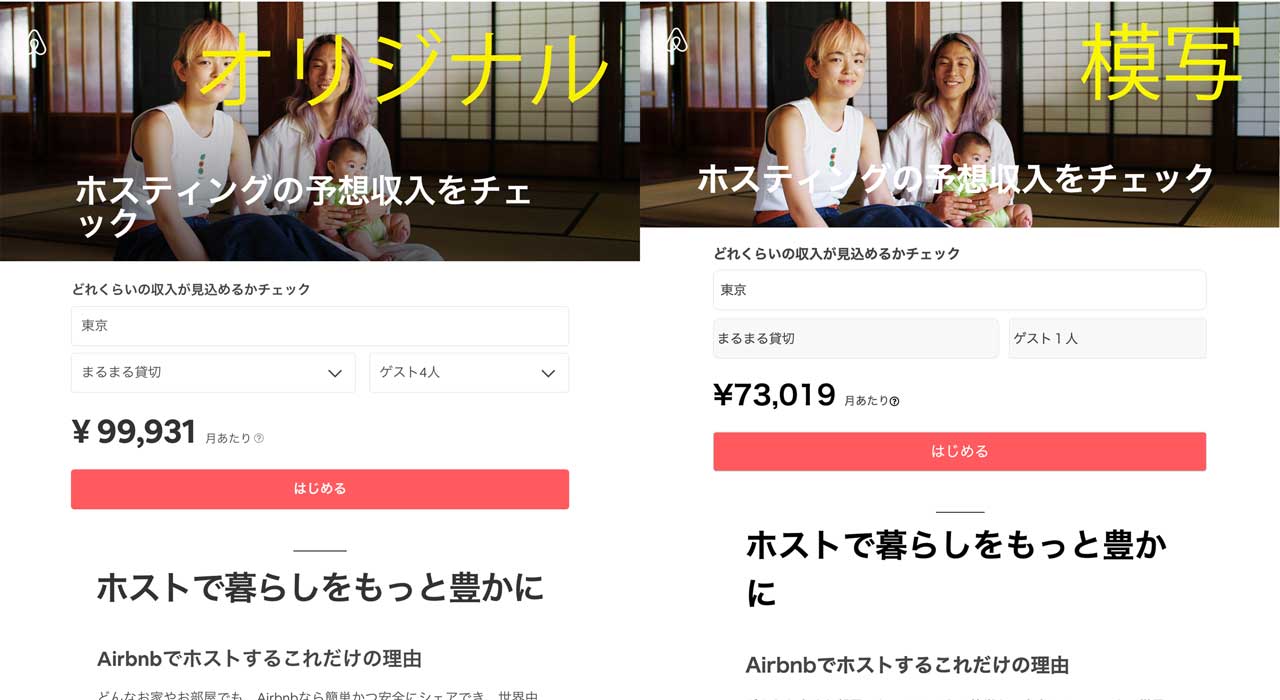 オリジナル
ホスティングの予想収入をチェ
ック
どれくらいの収入が見込めるかチェック
東京
まるまる貸切
ゲスト4人
¥ 99,931 月あたり
はじめる
ホストで暮らしをもっと豊かに
Airbnbでホストするこれだけの理由
どんなお家やお部屋でも、Airbnbなら簡単かつ安全にシェアでき、世界中
模写
ホスティングの予想収入をチェック
どれくらいの収入が見込めるかチェック
東京
まるまる貸切
ゲスト 1 人
¥73,019 月あたり
はじめる
ホストで暮らしをもっと豊か
に
Airbnbでホストするこれだけの理由